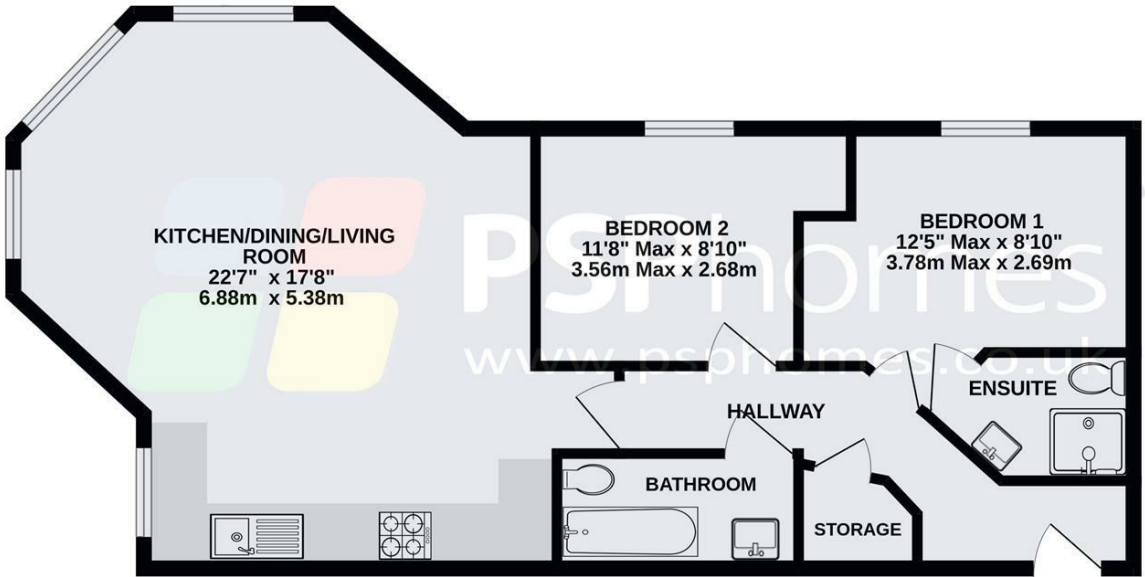 KITCHEN/DINING/LIVING
ROOM
22'7" x 17'8"
6.88m x 5.38m
BEDROOM 2
11'8" Max x 8'10"
3.56m Max x 2.68m
BEDROOM 1
12'5" Max x 8'10"
3.78m Max x 2.69m
PSPhomes
www.psphomes.co.uk
ENSUITE
HALLWAY
BATHROOM
STORAGE